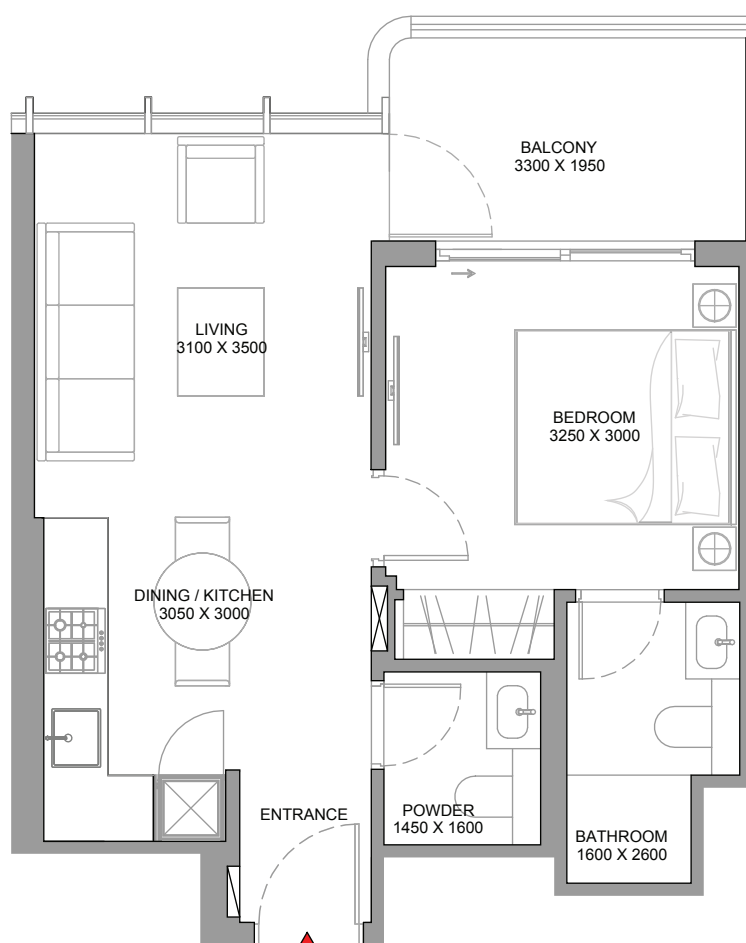 BALCONY
3300 X 1950
LIVING
3100 X 3500
BEDROOM
3250 X 3000
DINING / KITCHEN
3050 X 3000
ENTRANCE
POWDER
1450 X 1600
BATHROOM
1600 X 2600